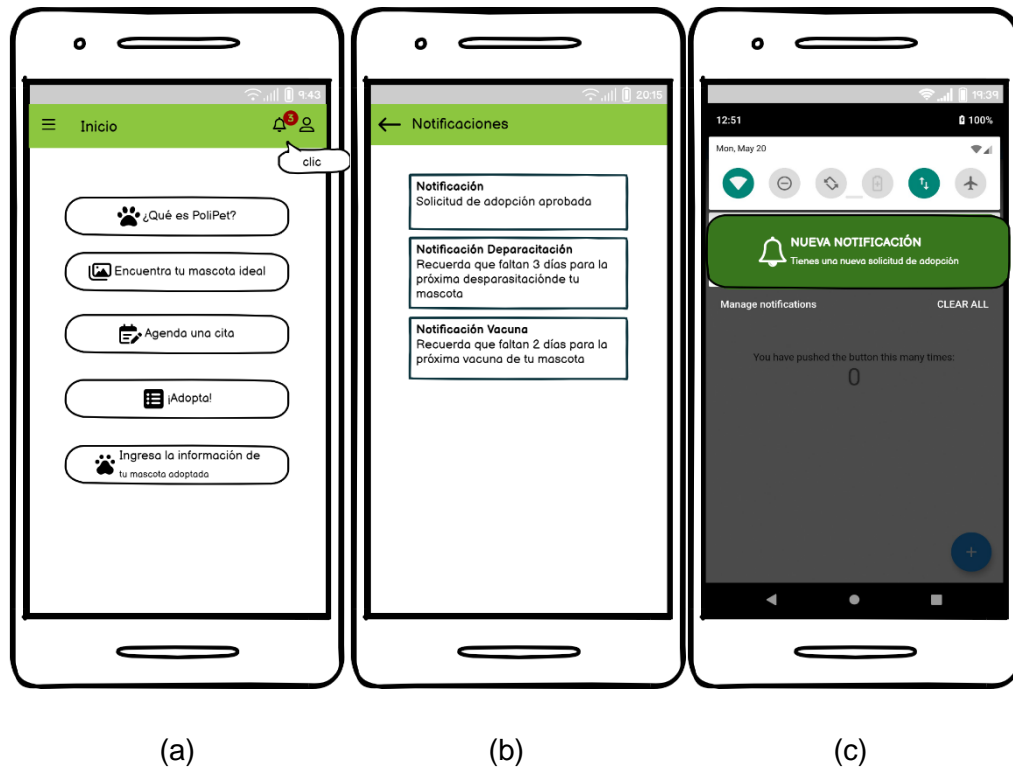 9:43
Inicio
3
clic
¿Qué es PoliPet?
Encuentra tu mascota ideal
Agenda una cita
¡Adopta!
Ingresa la información de
tu mascota adoptada
(a)
20:15
Notificaciones
Notificación
Solicitud de adopción aprobada
Notificación Deparacitación
Recuerda que faltan 3 días para la
próxima desparasitaciónde tu
mascota
Notificación Vacuna
Recuerda que faltan 2 días para la
próxima vacuna de tu mascota
(b)
19:39
12:51
100%
Mon, May 20
NUEVA NOTIFICACIÓN
Tienes una nueva solicitud de adopción
Manage notifications
CLEAR ALL
You have pushed the button this many times:
0
(c)